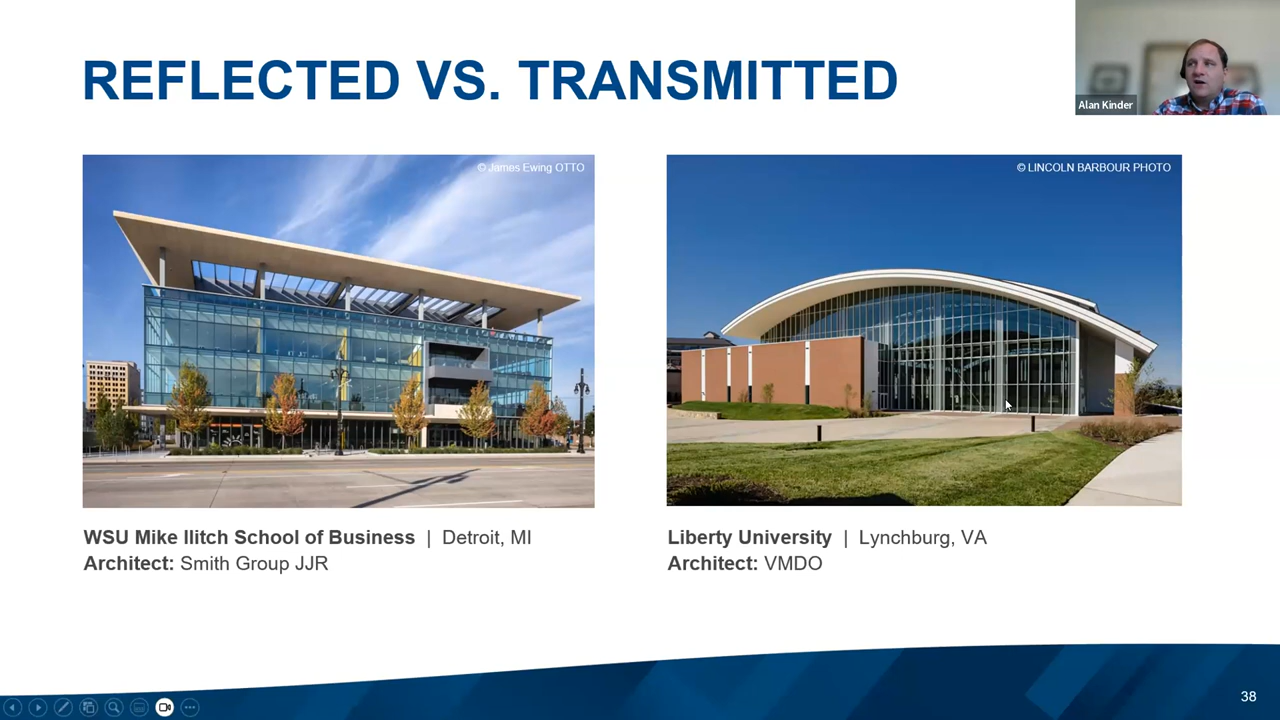 REFLECTED VS. TRANSMITTED
Alan Kinder
© James Ewing OTTO
© LINCOLN BARBOUR PHOTO
WSU Mike Ilitch School of Business | Detroit, MI
Architect: Smith Group JJR
Liberty University | Lynchburg, VA
Architect: VMDO
38